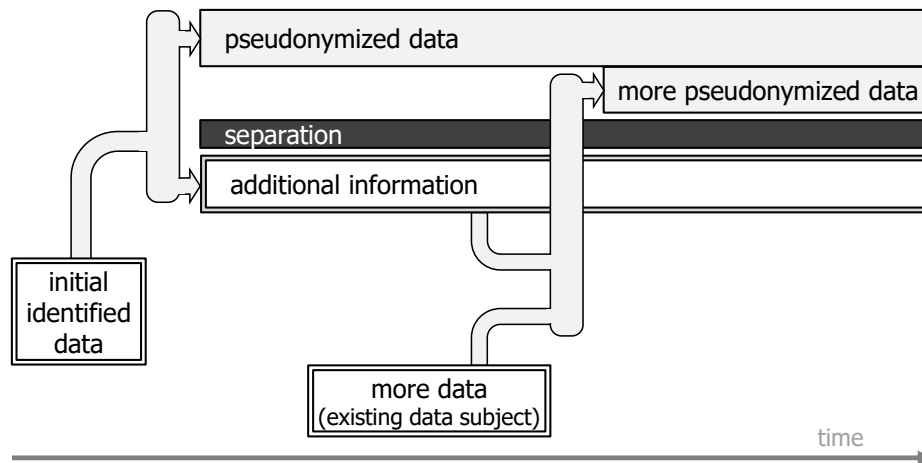 pseudonymized data
more pseudonymized data
separation
additional information
initial
identified
data
more data
(existing data subject)
time